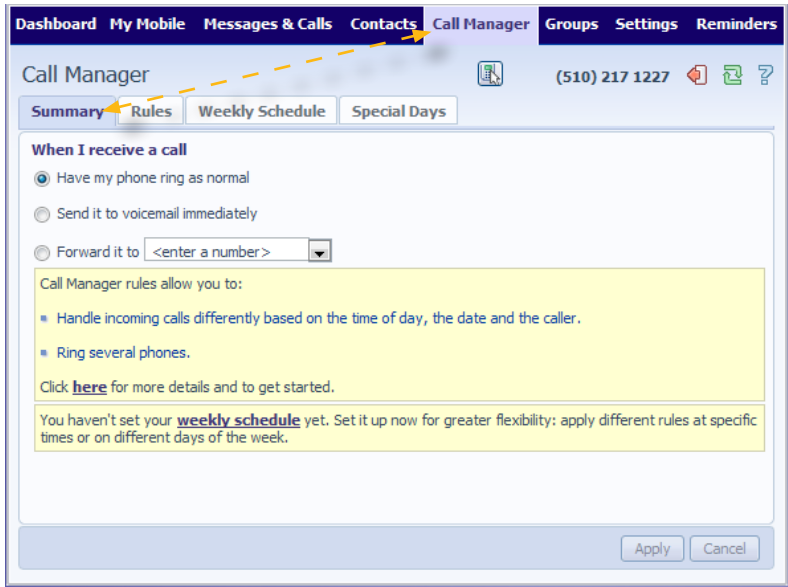 Dashboard My Mobile Messages & Calls Contacts Call Manager Groups Settings Reminders
Call Manager (510) 217 1227
Summary Rules Weekly Schedule Special Days
When I receive a call
Have my phone ring as normal
Send it to voicemail immediately
Forward it to <enter a number>
Call Manager rules allow you to:
Handle incoming calls differently based on the time of day, the date and the caller.
Ring several phones.
Click here for more details and to get started.
You haven't set your weekly schedule yet. Set it up now for greater flexibility: apply different rules at specific
times or on different days of the week.
Apply Cancel